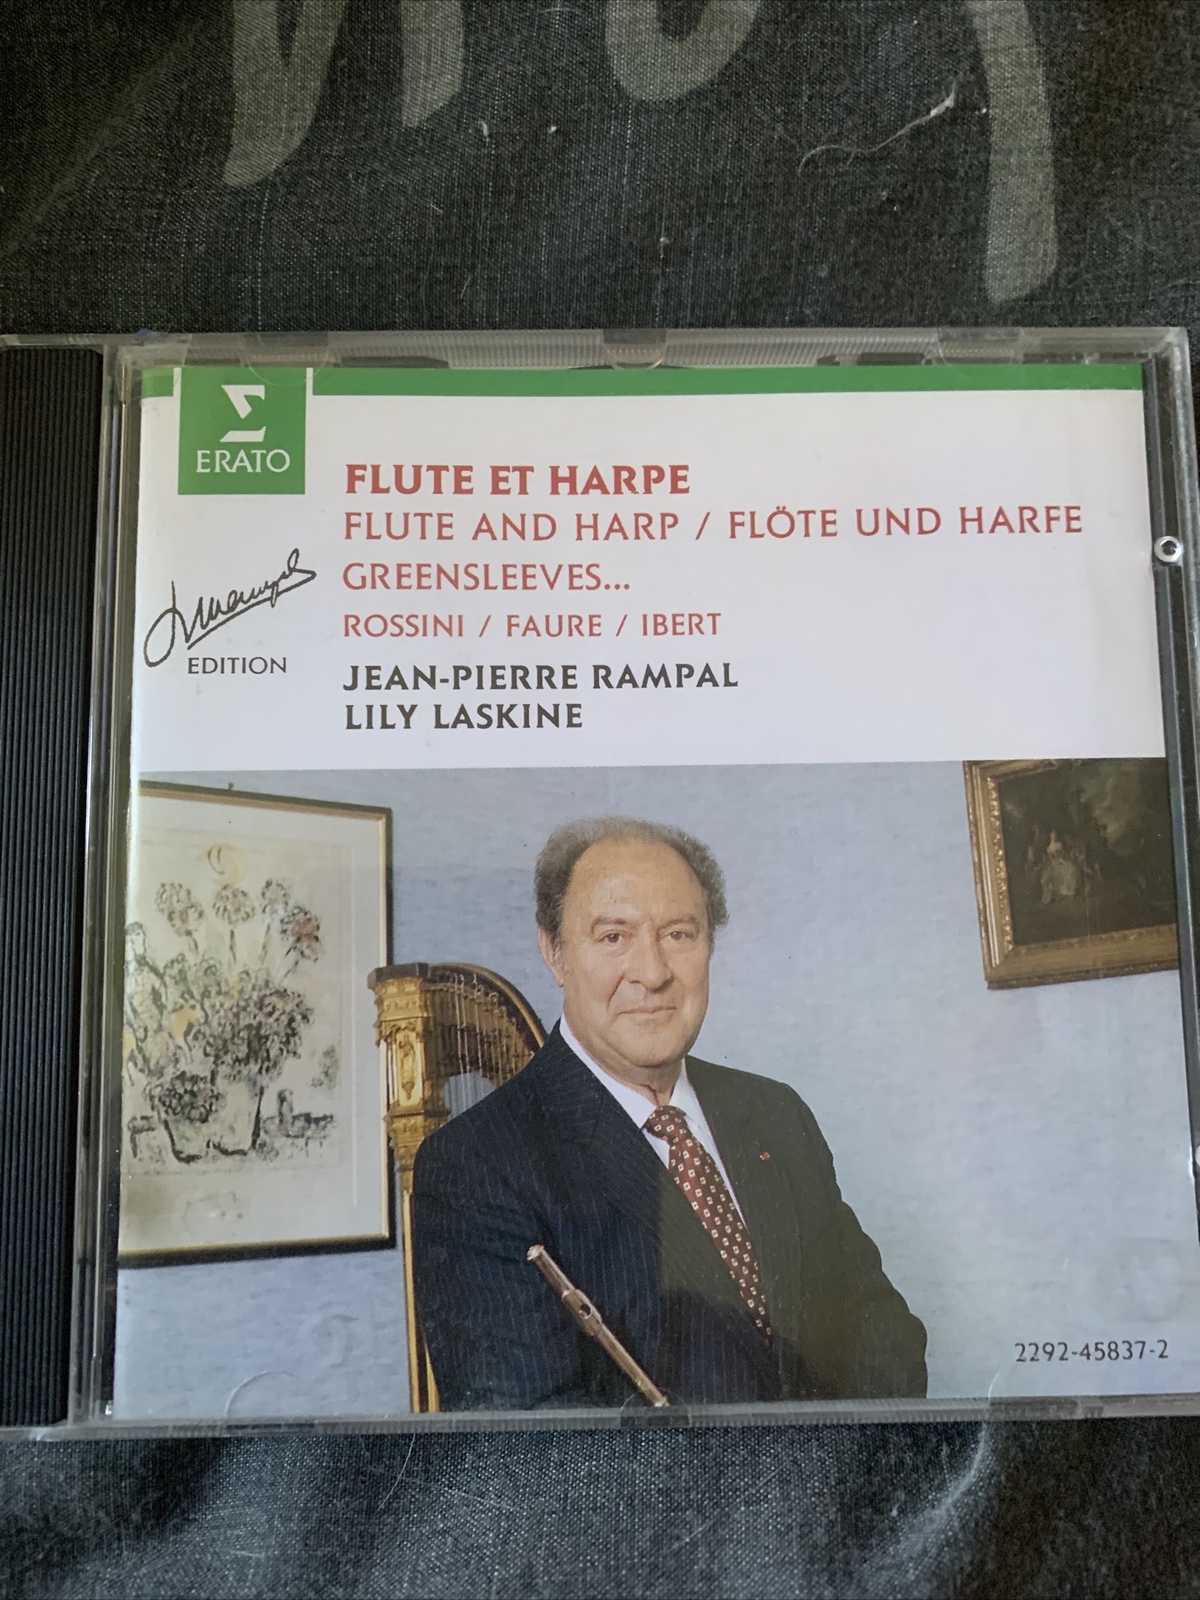 ERATO
FLUTE ET HARPE
FLUTE AND HARP / FLÖTE UND HARFE
GREENSLEEVES...
ROSSINI / FAURE / IBERT
JEAN-PIERRE RAMPAL
LILY LASKINE
EDITION
2292-45837-2